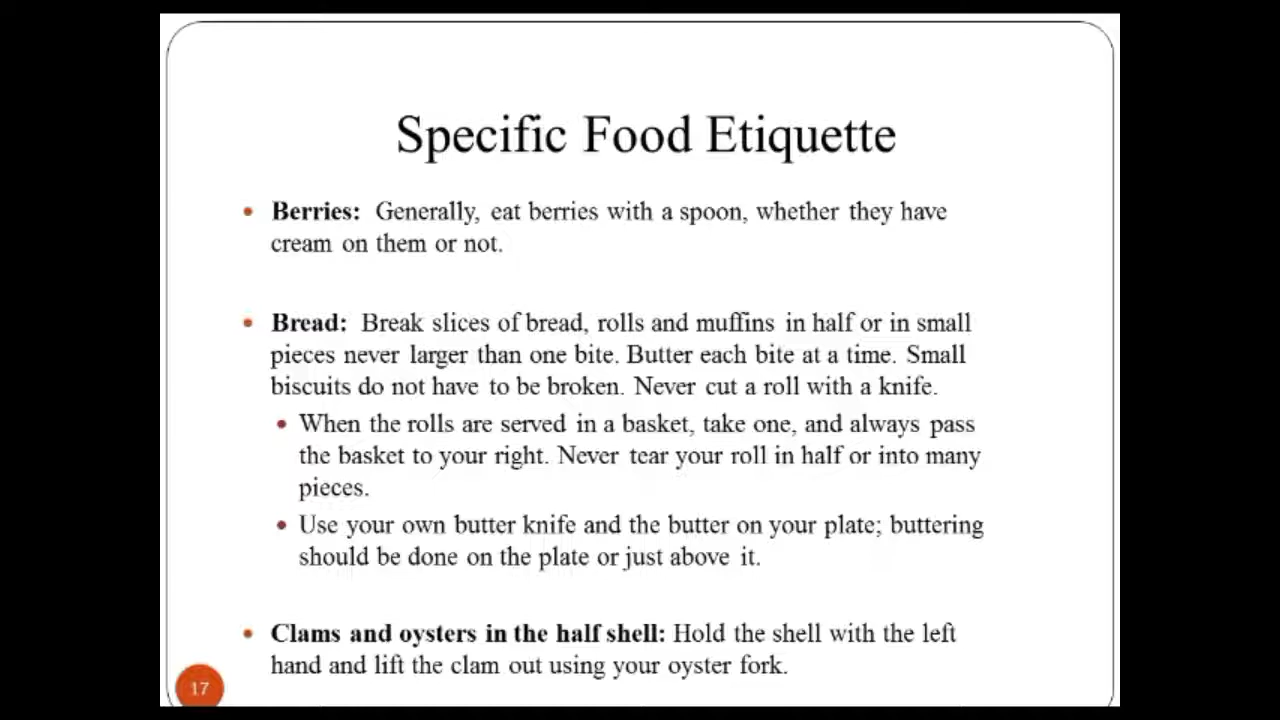 Specific Food Etiquette
• Berries: Generally, eat berries with a spoon, whether they have
cream on them or not.
• Bread: Break slices of bread, rolls and muffins in half or in small
pieces never larger than one bite. Butter each bite at a time. Small
biscuits do not have to be broken. Never cut a roll with a knife.
• When the rolls are served in a basket, take one, and always pass
the basket to your right. Never tear your roll in half or into many
pieces.
• Use your own butter knife and the butter on your plate; buttering
should be done on the plate or just above it.
• Clams and oysters in the half shell: Hold the shell with the left
hand and lift the clam out using your oyster fork.
17